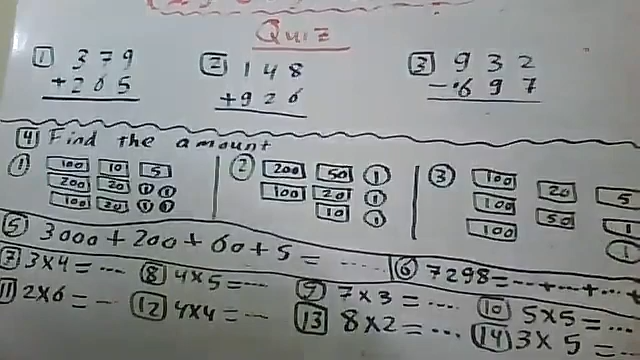 Quiz
1 379 2 148 3 932
+265 +926 -697
4 Find the amount
1 100 10 5 2 200 50 1 3 100 20 5
200 20 1 1 100 20 1 100 50 1
100 20 1 1 10 1 100 1
5 3000+200+60+5= ......
6 7298=...+...+...+
7 3x4=.... 8 4x5=.... 9 7x3=.... 10 5x5=...
11 2x6=... 12 4x4=... 13 8x2=... 14 3x5=...